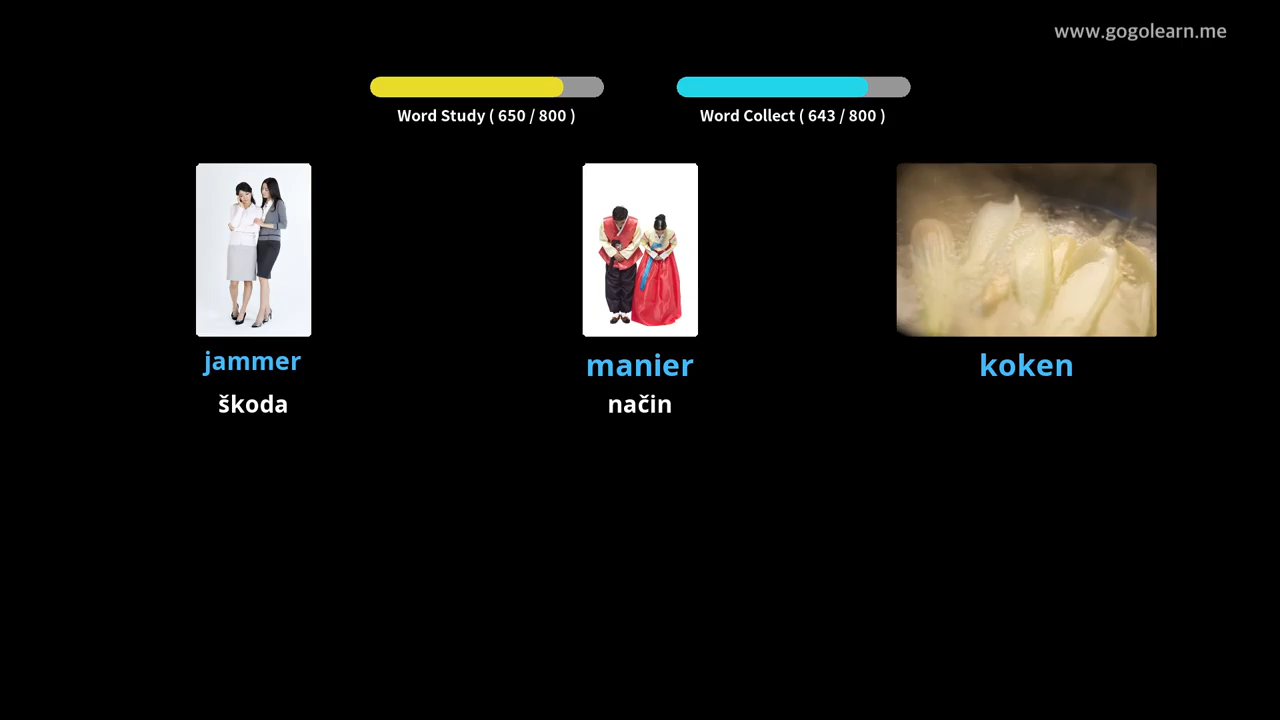 www.gogolearn.me
Word Study ( 650 / 800 )
Word Collect ( 643 / 800 )
jammer
manier
koken
škoda
način